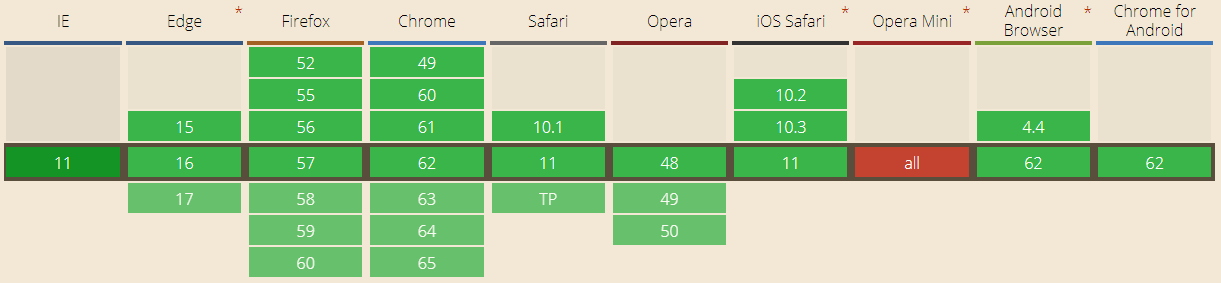 IE Edge * Firefox Chrome Safari Opera iOS Safari * Opera Mini * Android Browser * Chrome for Android
52 49
55 60 10.2
15 56 61 10.1 10.3 4.4
11 16 57 62 11 48 11 all 62 62
17 58 63 TP 49
59 64 50
60 65